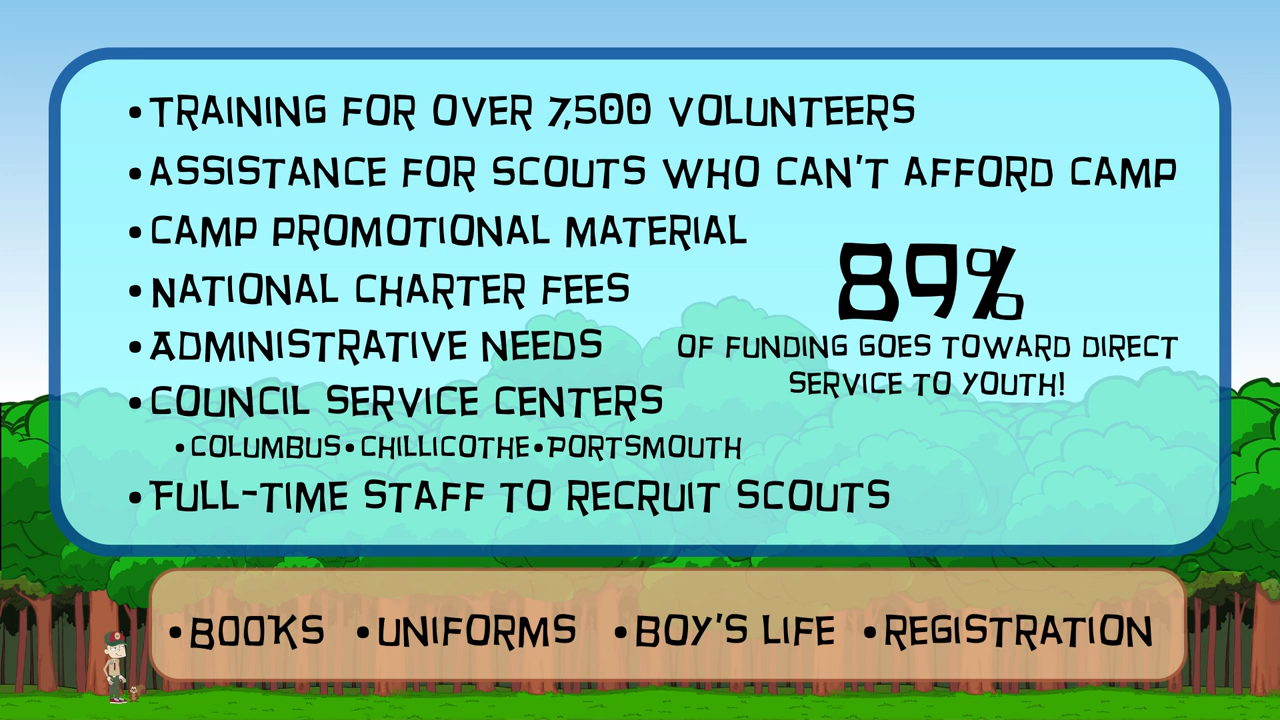 •TRAINING FOR OVER 7,500 VOLUNTEERS
•ASSISTANCE FOR SCOUTS WHO CAN'T AFFORD CAMP
•CAMP PROMOTIONAL MATERIAL
•NATIONAL CHARTER FEES
•ADMINISTRATIVE NEEDS
•COUNCIL SERVICE CENTERS
•COLUMBUS•CHILLICOTHE•PORTSMOUTH
•FULL-TIME STAFF TO RECRUIT SCOUTS
89%
OF FUNDING GOES TOWARD DIRECT
SERVICE TO YOUTH!
•BOOKS •UNIFORMS •BOY'S LIFE •REGISTRATION